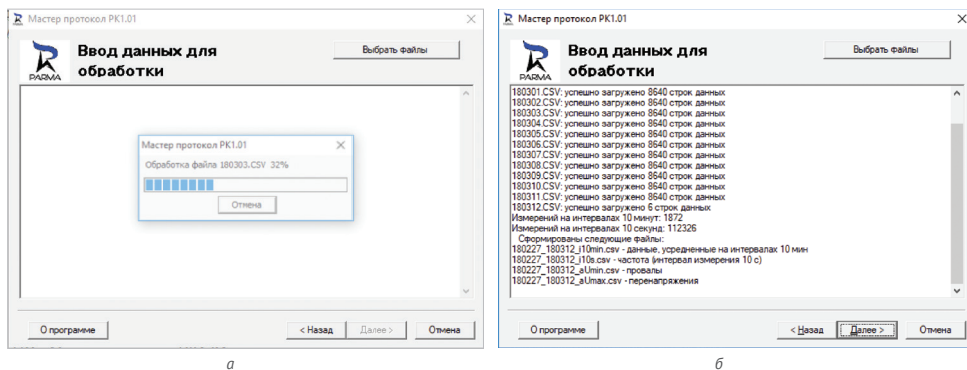 Мастер протокол РК1.01
PARMA
Ввод данных для
обработки
Выбрать файлы
Мастер протокол РК1.01
Обработка файла 180303.CSV 32%
Отмена
О программе
< Назад
Далее >
Отмена
а
Мастер протокол РК1.01
PARMA
Ввод данных для
обработки
Выбрать файлы
180301.CSV: успешно загружено 8640 строк данных
180302.CSV: успешно загружено 8640 строк данных
180303.CSV: успешно загружено 8640 строк данных
180304.CSV: успешно загружено 8640 строк данных
180305.CSV: успешно загружено 8640 строк данных
180306.CSV: успешно загружено 8640 строк данных
180307.CSV: успешно загружено 8640 строк данных
180308.CSV: успешно загружено 8640 строк данных
180309.CSV: успешно загружено 8640 строк данных
180310.CSV: успешно загружено 8640 строк данных
180311.CSV: успешно загружено 8640 строк данных
180312.CSV: успешно загружено 6 строк данных
Измерений на интервалах 10 минут: 1872
Измерений на интервалах 10 секунд: 112326
Сформированы следующие файлы:
180227_180312_i10min.csv - данные, усредненные на интервалах 10 мин
180227_180312_i10s.csv - частота (интервал измерения 10 с)
180227_180312_aUmin.csv - провалы
180227_180312_aUmax.csv - перенапряжения
О программе
< Назад
Далее >
Отмена
б